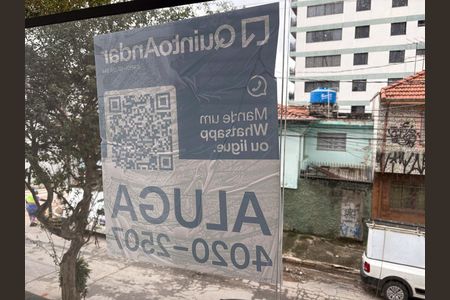 QuintoAndar
Mande um
Whatsapp
ou ligue.
ALUGA
4020-2507